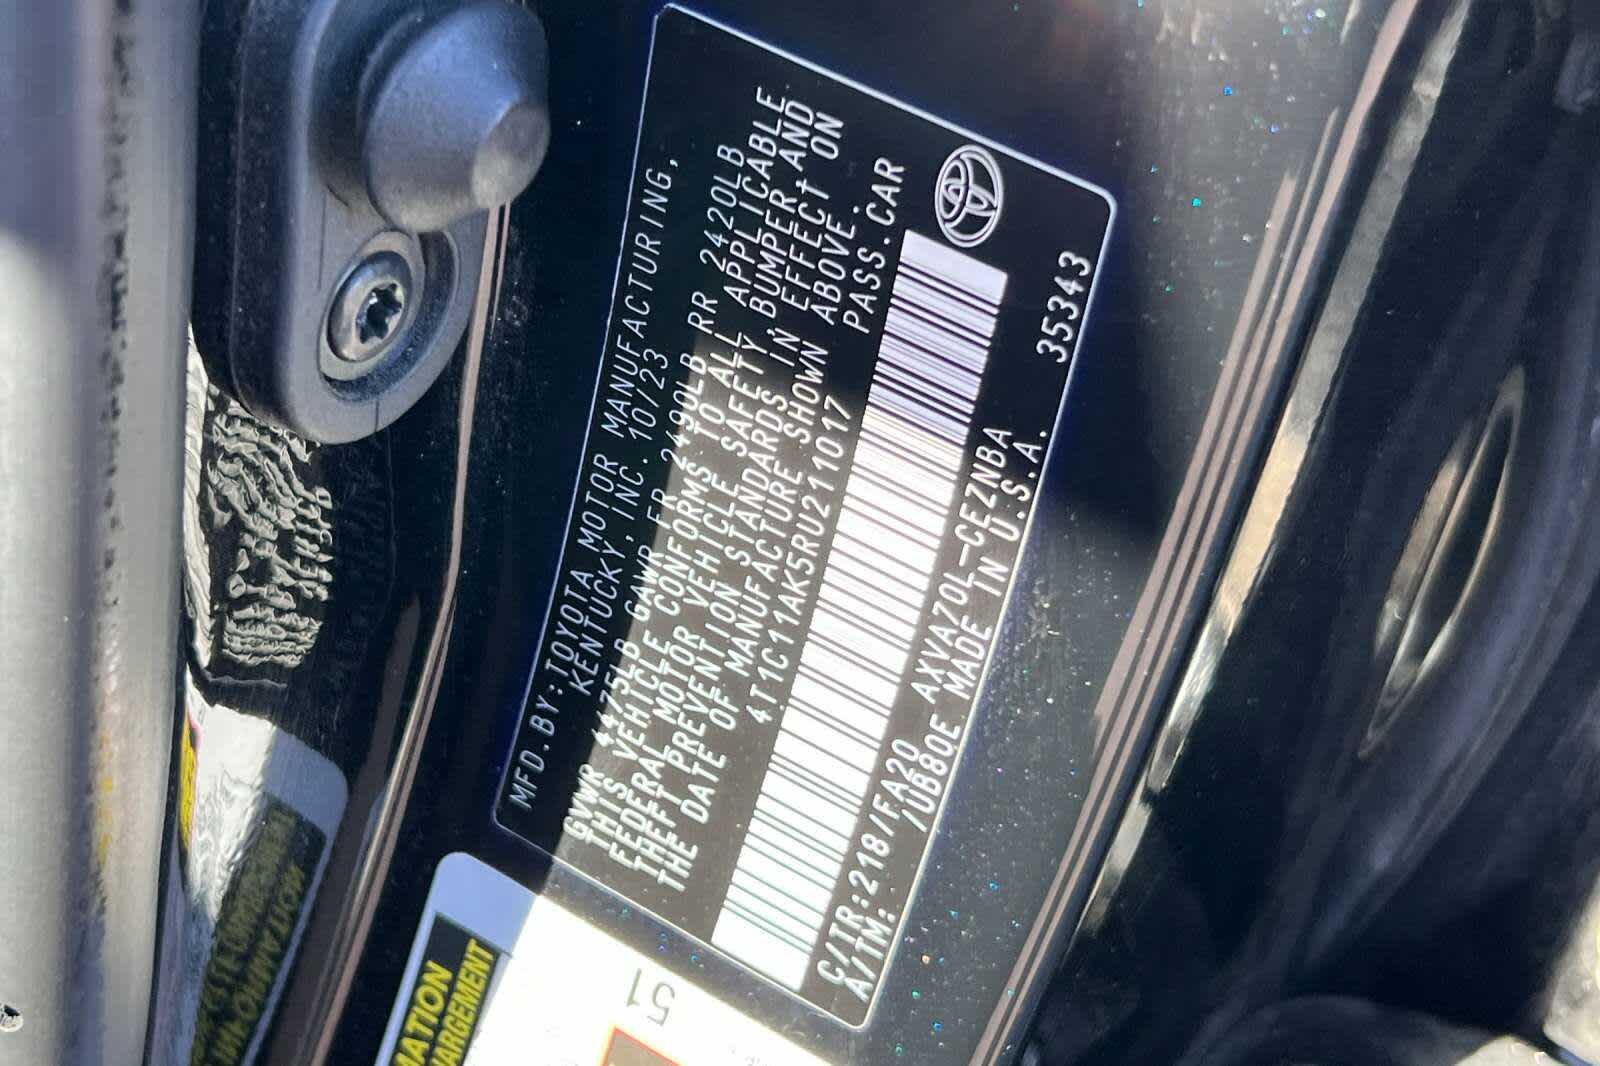 MFD.BY:TOYOTA MOTOR MANUFACTURING,
KENTUCKY, INC. 10/23
GVWR 4475LB GAWR FR 2490LB RR 2420LB
THIS VEHICLE CONFORMS TO ALL APPLICABLE
FEDERAL MOTOR VEHICLE SAFETY, BUMPER, AND
THEFT PREVENTION STANDARDS IN EFFECT ON
THE DATE OF MANUFACTURE SHOWN ABOVE.
4T1C11AK5RU211017 PASS.CAR
C/TR:218/FA20 AXVA70L-CEZNBA
A/TM: /UB80E MADE IN U.S.A.
35343
MATION
HARGEMENT
51